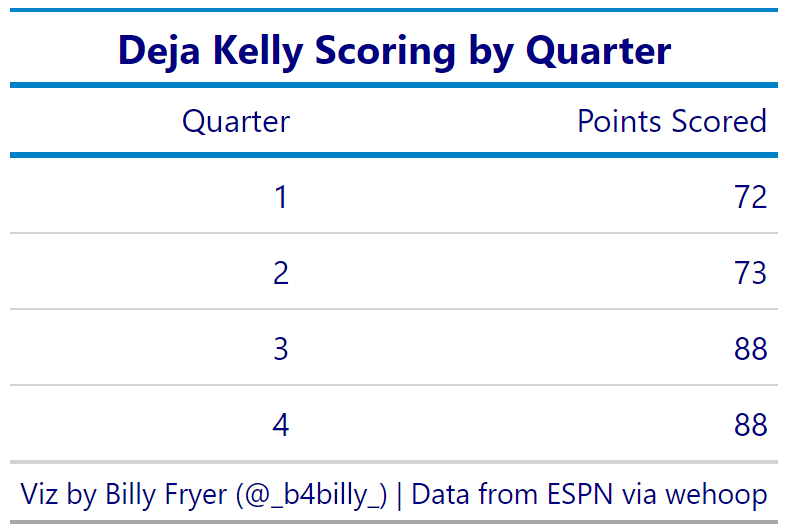 Deja Kelly Scoring by Quarter
Quarter Points Scored
1 72
2 73
3 88
4 88
Viz by Billy Fryer (@_b4billy_) | Data from ESPN via wehoop